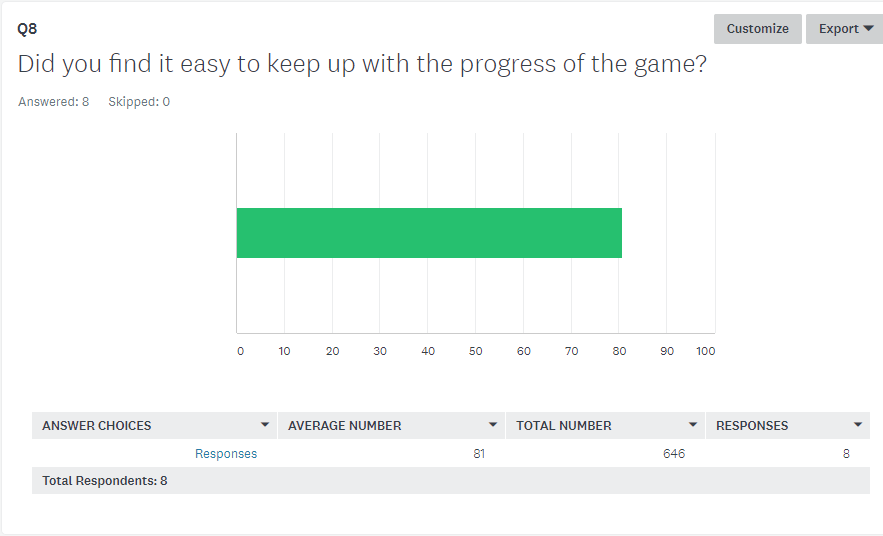 Q8
Customize
Export
Did you find it easy to keep up with the progress of the game?
Answered: 8 Skipped: 0
0 10 20 30 40 50 60 70 80 90 100
ANSWER CHOICES AVERAGE NUMBER TOTAL NUMBER RESPONSES
Responses 81 646 8
Total Respondents: 8